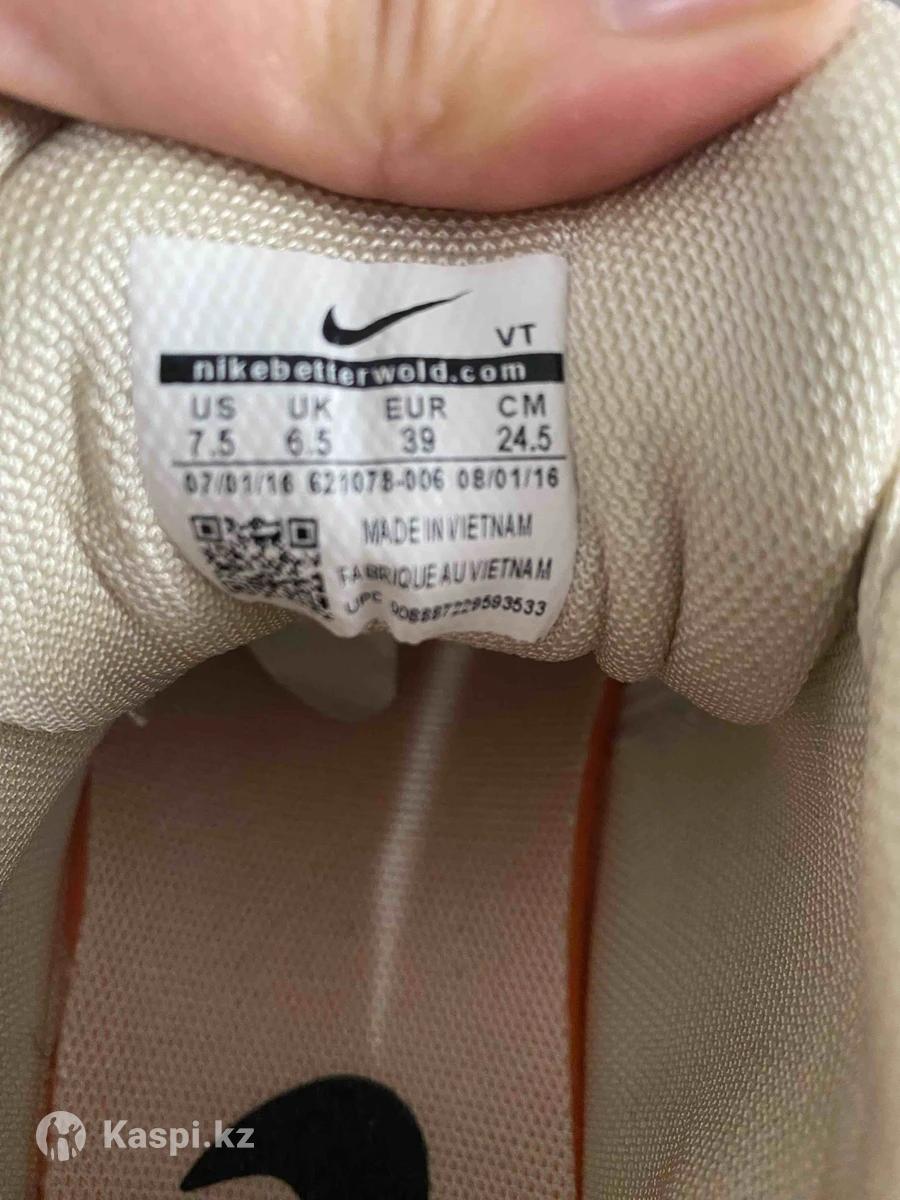 VT
nikebetterwold.com
US UK EUR CM
7.5 6.5 39 24.5
07/01/16 621078-006 08/01/16
MADE IN VIETNAM
FABRIQUE AU VIETNAM
UPC 008887229593533
Kaspi.kz